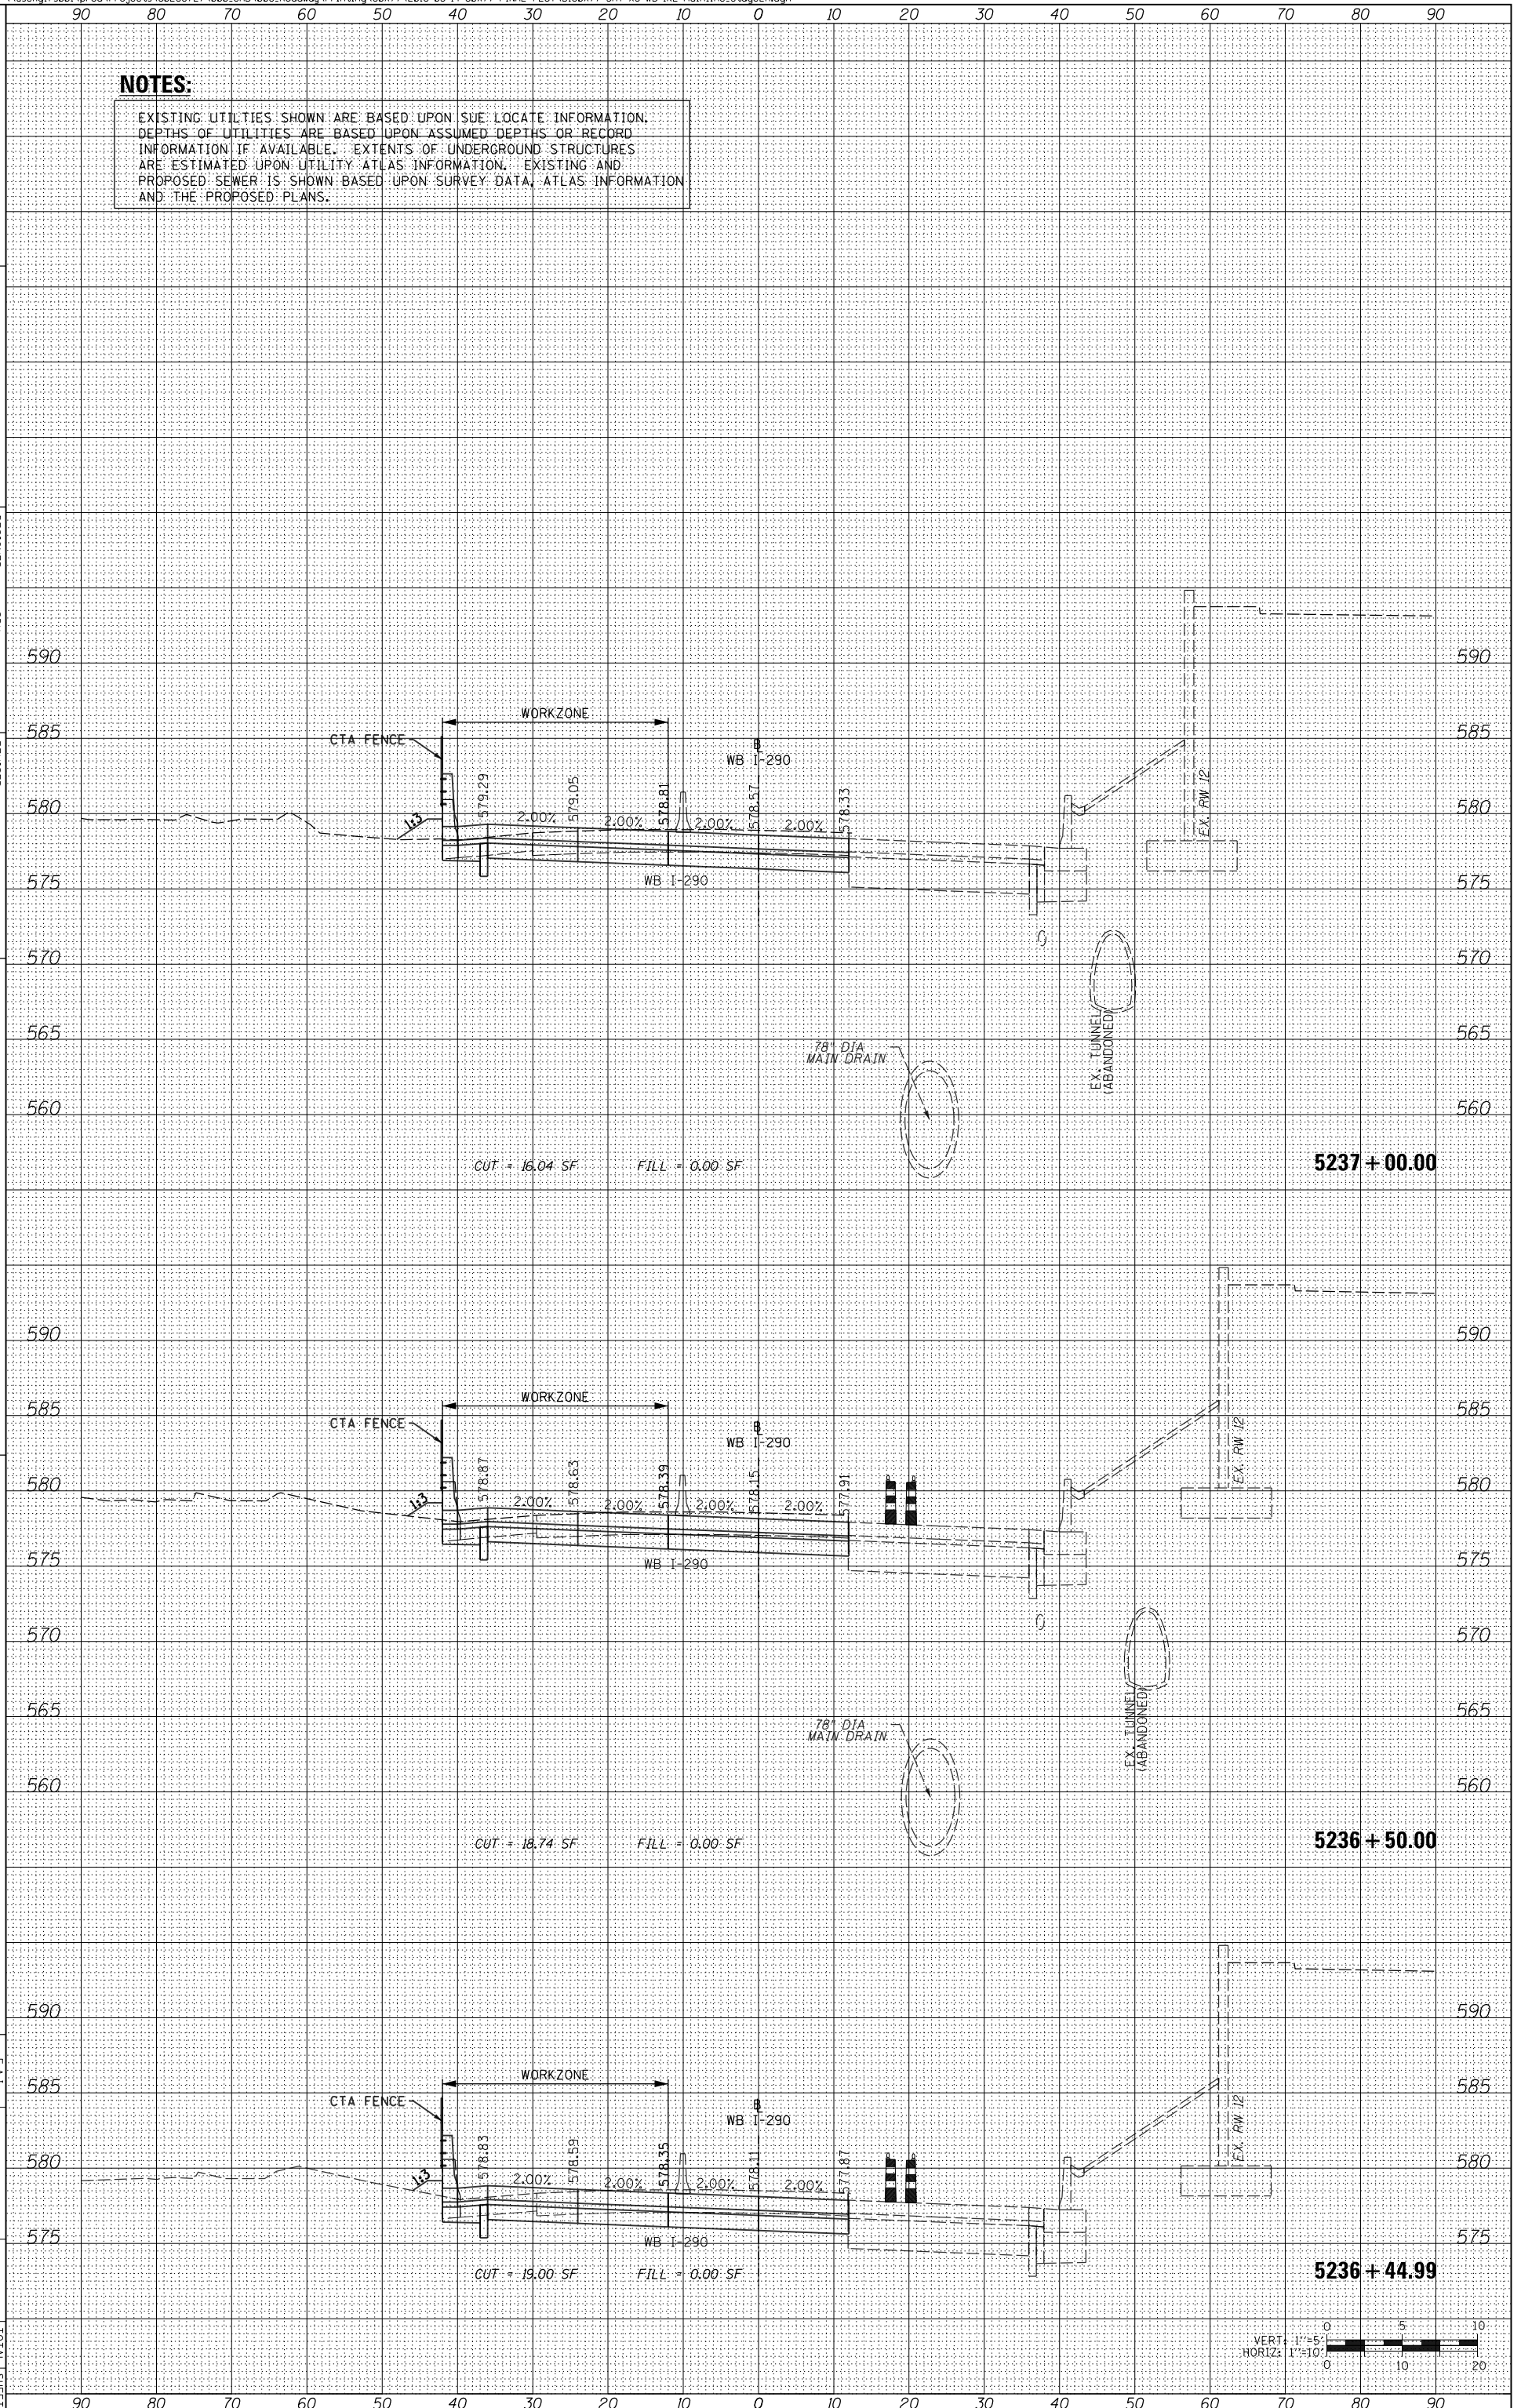 90 80 70 60 50 40 30 20 10 0 10 20 30 40 50 60 70 80 90
NOTES:
EXISTING UTILTIES SHOWN ARE BASED UPON SUE LOCATE INFORMATION.
DEPTHS OF UTILITIES ARE BASED UPON ASSUMED DEPTHS OR RECORD
INFORMATION IF AVAILABLE. EXTENTS OF UNDERGROUND STRUCTURES
ARE ESTIMATED UPON UTILITY ATLAS INFORMATION. EXISTING AND
PROPOSED SEWER IS SHOWN BASED UPON SURVEY DATA, ATLAS INFORMATION
AND THE PROPOSED PLANS.
590 590
WORKZONE
585 585
CTA FENCE
WB I-290
EX. RW 12
580 580
1:3
579.29
2.00%
579.05
2.00%
578.81
2.00%
578.57
2.00%
578.33
575 575
WB I-290
570 570
565 565
EX. TUNNEL
(ABANDONED)
78" DIA
MAIN DRAIN
560 560
CUT = 16.04 SF FILL = 0.00 SF
5237+00.00
590 590
WORKZONE
585 585
CTA FENCE
WB I-290
EX. RW 12
580 580
1:3
578.87
2.00%
578.63
2.00%
578.39
2.00%
578.15
2.00%
577.91
575 575
WB I-290
570 570
565 565
EX. TUNNEL
(ABANDONED)
78" DIA
MAIN DRAIN
560 560
CUT = 18.74 SF FILL = 0.00 SF
5236+50.00
590 590
WORKZONE
585 585
CTA FENCE
WB I-290
EX. RW 12
580 580
1:3
578.83
2.00%
578.59
2.00%
578.35
2.00%
578.11
2.00%
577.87
575 575
WB I-290
CUT = 19.00 SF FILL = 0.00 SF
5236+44.99
0 5 10
VERT: 1"=5'
HORIZ: 1"=10'
0 10 20
90 80 70 60 50 40 30 20 10 0 10 20 30 40 50 60 70 80 90